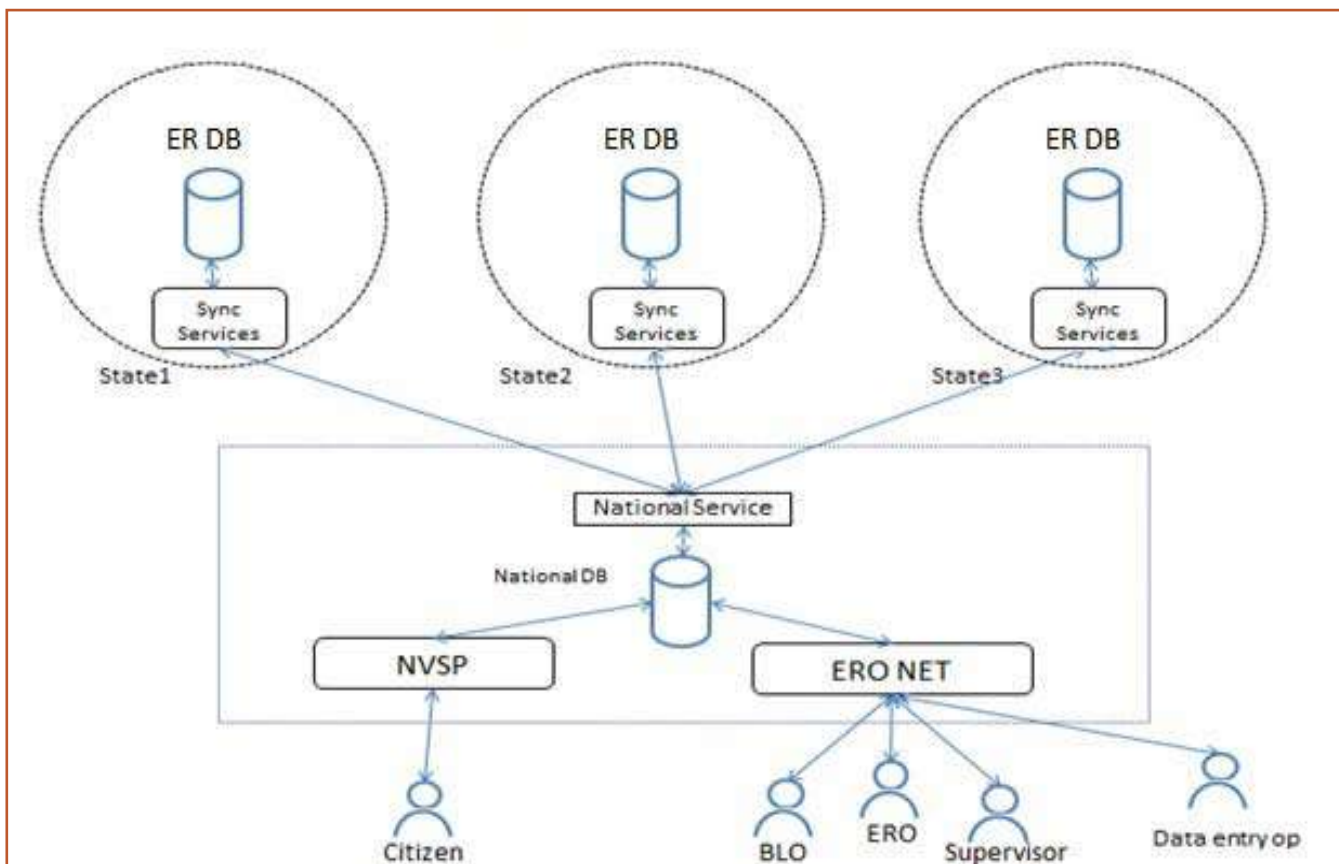 ER DB
ER DB
ER DB
Sync
Services
Sync
Services
Sync
Services
State1
State2
State3
National Service
National DB
NVSP
ERO NET
Citizen
BLO
ERO
Supervisor
Data entry op